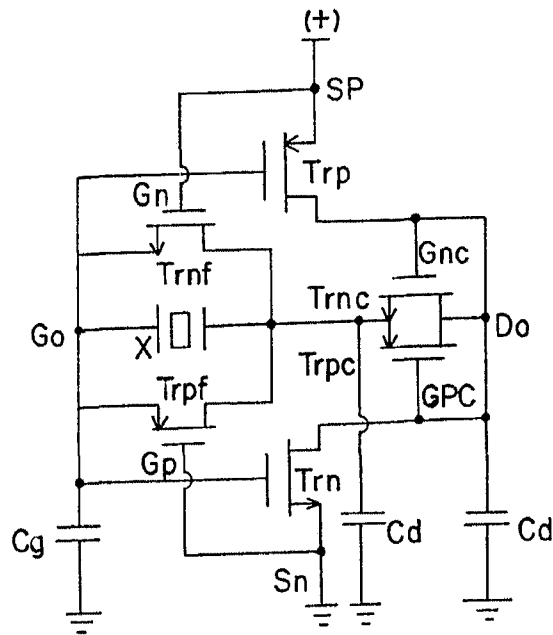 (+)
SP
Trp
Gn
Gnc
Trnf
Trnc
Go
X
Do
Trpc
Trpf
GPC
Gp
Trn
Cg
Cd
Cd
Sn